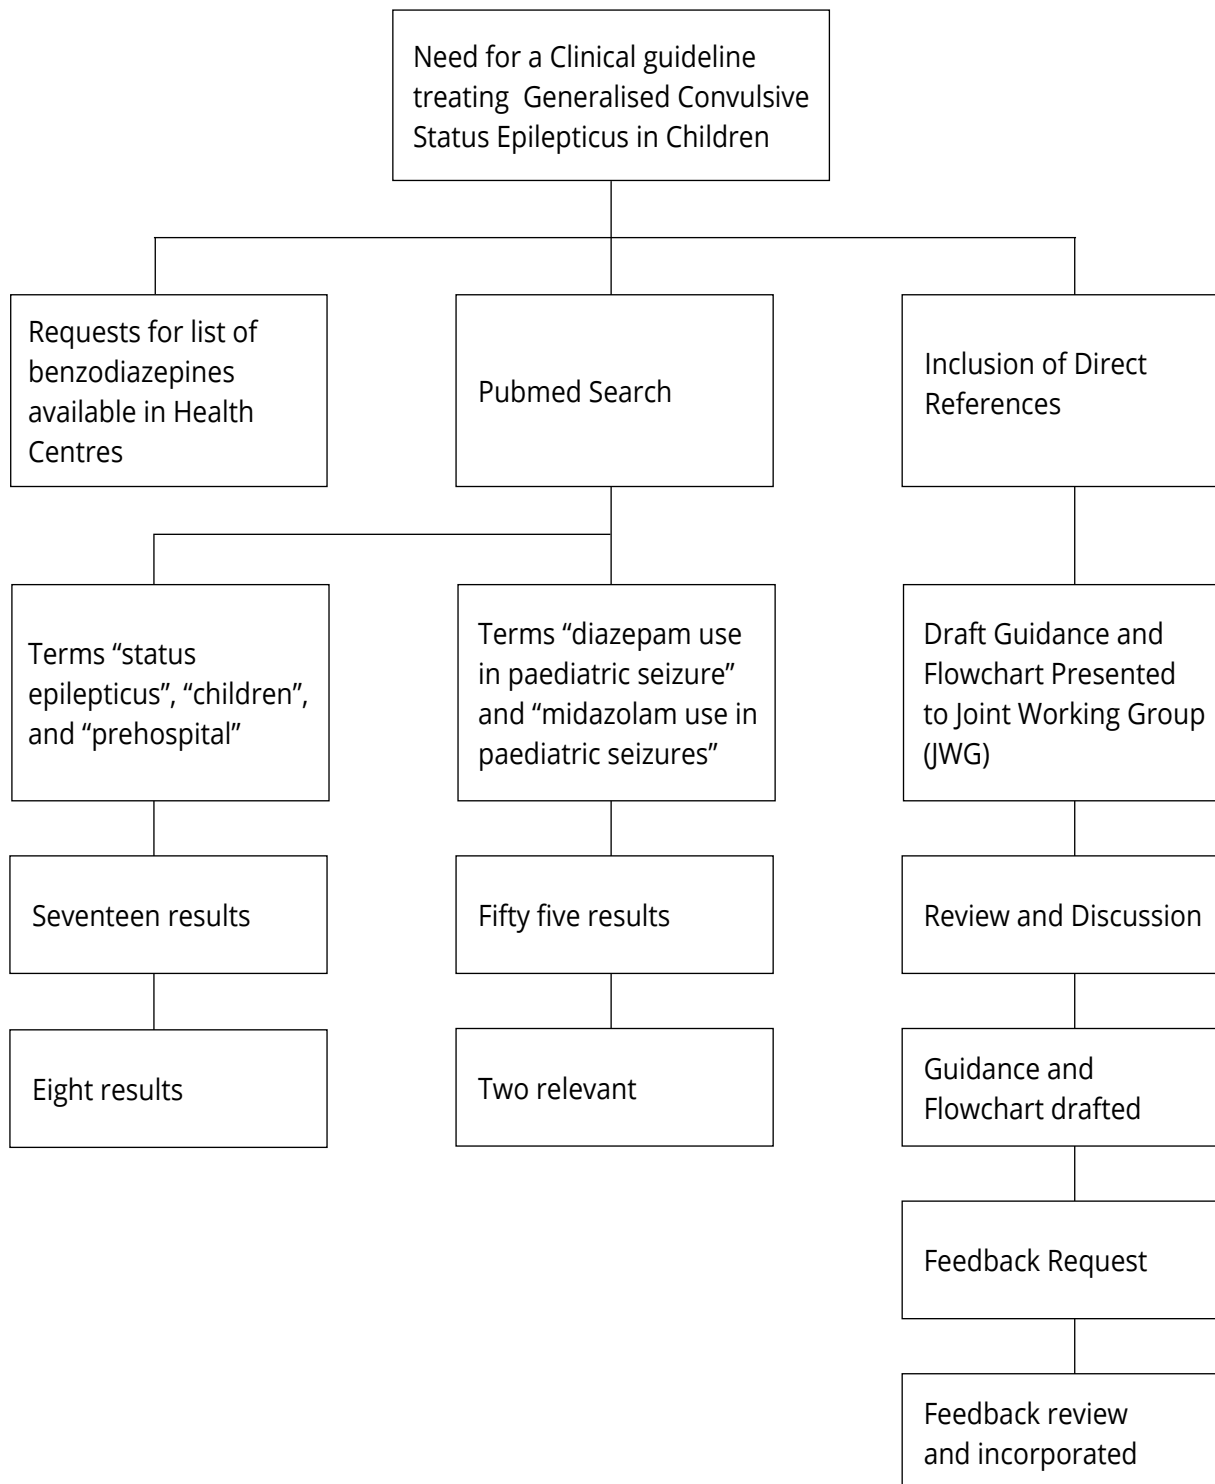 Need for a Clinical guideline
treating  Generalised Convulsive
Status Epilepticus in Children
Requests for list of
benzodiazepines
available in Health
Centres
Pubmed Search
Inclusion of Direct
References
Terms “status
epilepticus”, “children”,
and “prehospital”
Terms “diazepam use
in paediatric seizure”
and “midazolam use in
paediatric seizures”
Draft Guidance and
Flowchart Presented
to Joint Working Group
(JWG)
Seventeen results
Fifty five results
Review and Discussion
Eight results
Two relevant
Guidance and
Flowchart drafted
Feedback Request
Feedback review
and incorporated